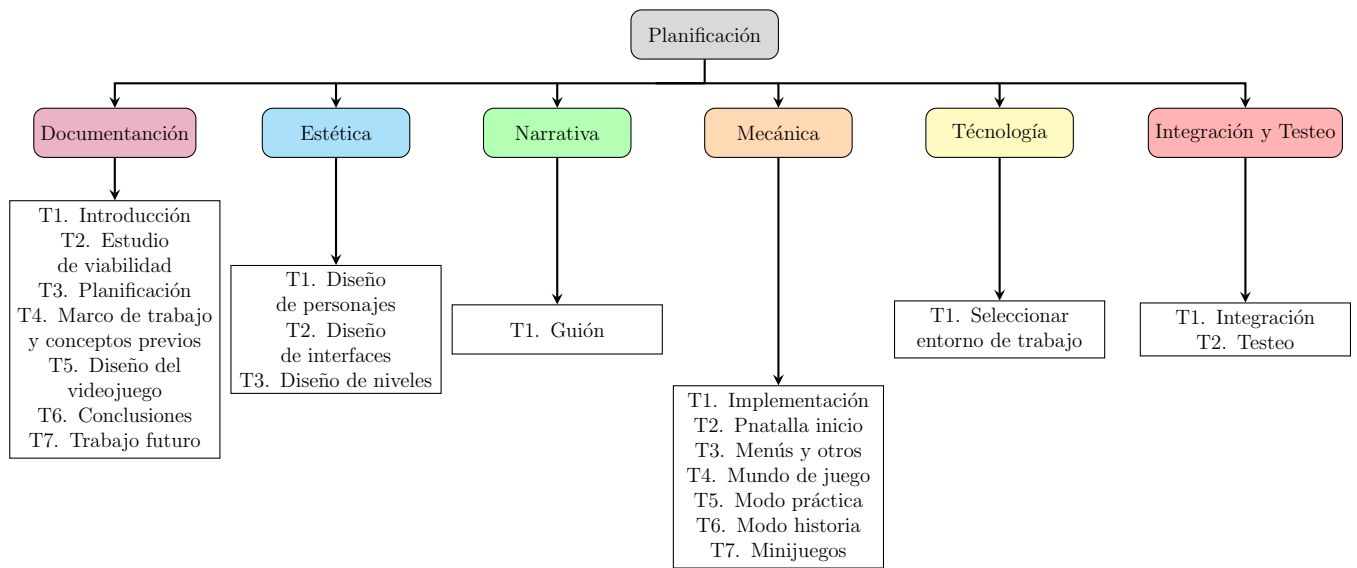 Planificación
Documentanción
Estética
Narrativa
Mecánica
Técnología
Integración y Testeo
T1. Introducción
T2. Estudio
de viabilidad
T3. Planificación
T4. Marco de trabajo
y conceptos previos
T5. Diseño del
videojuego
T6. Conclusiones
T7. Trabajo futuro
T1. Diseño
de personajes
T2. Diseño
de interfaces
T3. Diseño de niveles
T1. Guión
T1. Implementación
T2. Pnatalla inicio
T3. Menús y otros
T4. Mundo de juego
T5. Modo práctica
T6. Modo historia
T7. Minijuegos
T1. Seleccionar
entorno de trabajo
T1. Integración
T2. Testeo